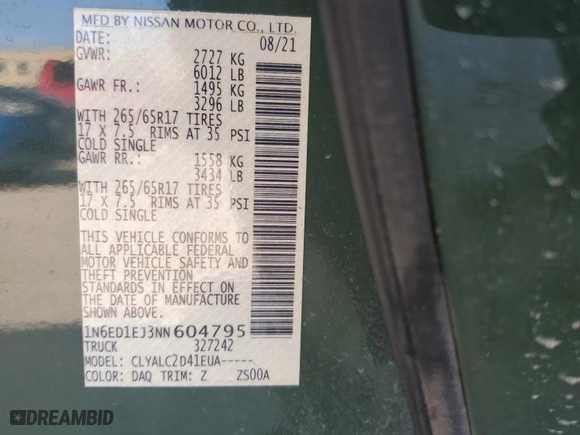 MFD BY NISSAN MOTOR CO., LTD.
DATE: 08/21
GVWR: 2727 KG
6012 LB
GAWR FR.: 1495 KG
3296 LB
WITH 265/65R17 TIRES
17 X 7.5 RIMS AT 35 PSI
COLD SINGLE
GAWR RR.: 1558 KG
3434 LB
WITH 265/65R17 TIRES
17 X 7.5 RIMS AT 35 PSI
COLD SINGLE
THIS VEHICLE CONFORMS TO
ALL APPLICABLE FEDERAL
MOTOR VEHICLE SAFETY AND
THEFT PREVENTION
STANDARDS IN EFFECT ON
THE DATE OF MANUFACTURE
SHOWN ABOVE.
1N6ED1EJ3NN604795
TRUCK 327242
MODEL: CLYALC2D41EUA-----
COLOR: DAQ TRIM: Z ZS00A
DREAMBID